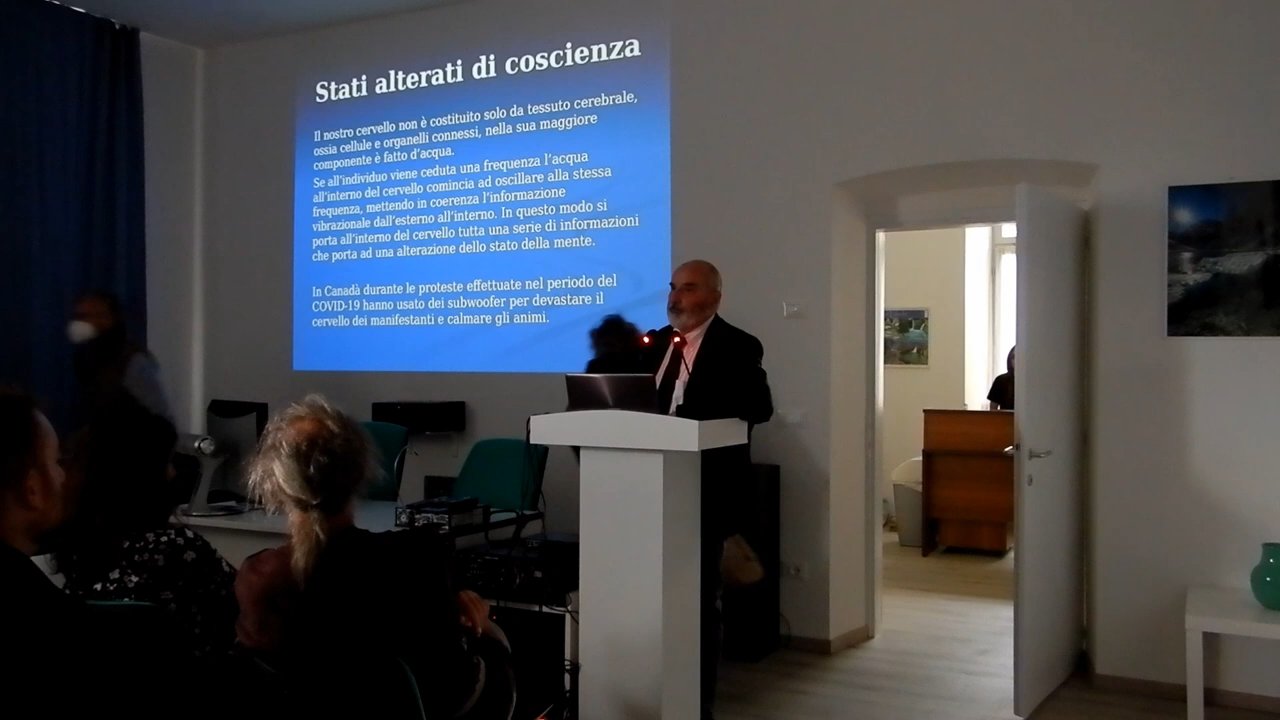 Stati alterati di coscienza
Il nostro cervello non è costituito solo da tessuto cerebrale,
ossia cellule e organelli connessi, nella sua maggiore
componente è fatto d'acqua.
Se all'individuo viene ceduta una frequenza l'acqua
all'interno del cervello comincia ad oscillare alla stessa
frequenza, mettendo in coerenza l'informazione
vibrazionale dall'esterno all'interno. In questo modo si
porta all'interno del cervello tutta una serie di informazioni
che porta ad una alterazione dello stato della mente.
In Canadà durante le proteste effettuate nel periodo del
COVID-19 hanno usato dei subwoofer per devastare il
cervello dei manifestanti e calmare gli animi.